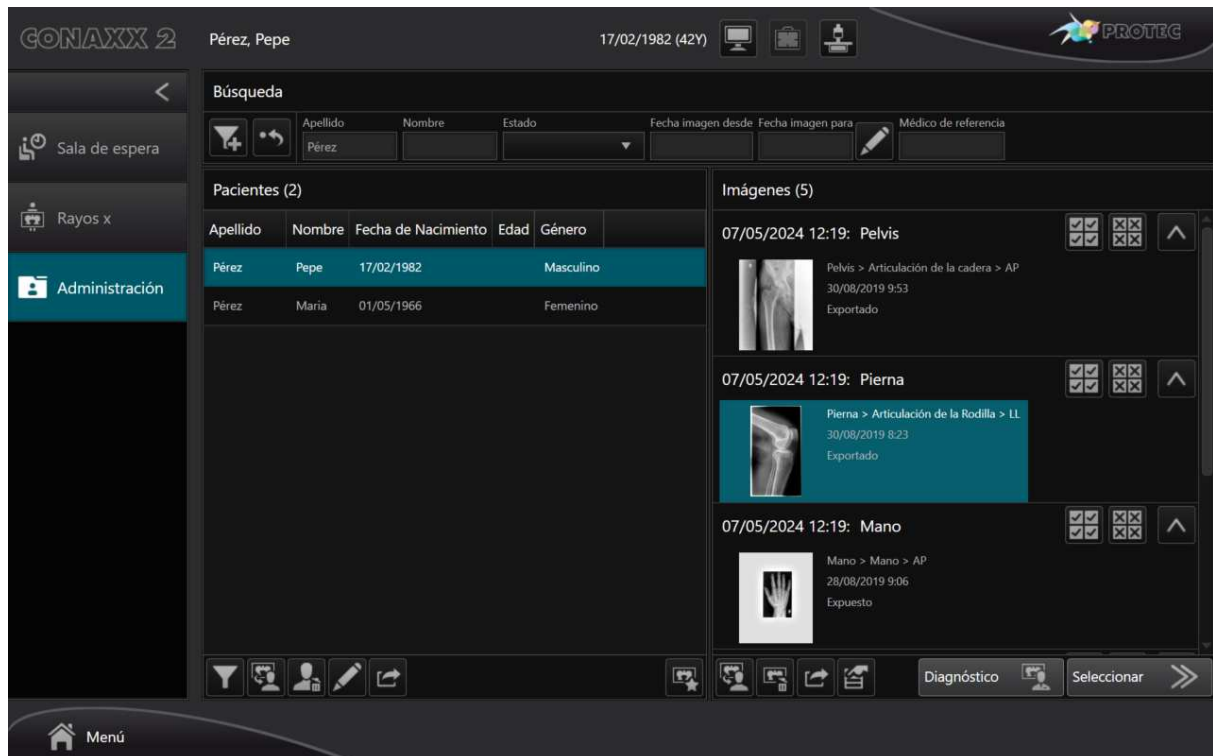 CONAXX 2
Pérez, Pepe
17/02/1982 (42Y)
PROTEC
Sala de espera
Rayos x
Administración
Búsqueda
Apellido Nombre Estado Fecha imagen desde Fecha imagen para Médico de referencia
Pérez
Pacientes (2)
Apellido Nombre Fecha de Nacimiento Edad Género
Pérez Pepe 17/02/1982 Masculino
Pérez Maria 01/05/1966 Femenino
Imágenes (5)
07/05/2024 12:19: Pelvis
Pelvis > Articulación de la cadera > AP
30/08/2019 9:53
Exportado
07/05/2024 12:19: Pierna
Pierna > Articulación de la Rodilla > LL
30/08/2019 8:23
Exportado
07/05/2024 12:19: Mano
Mano > Mano > AP
28/08/2019 9:06
Expuesto
Diagnóstico
Seleccionar
Menú